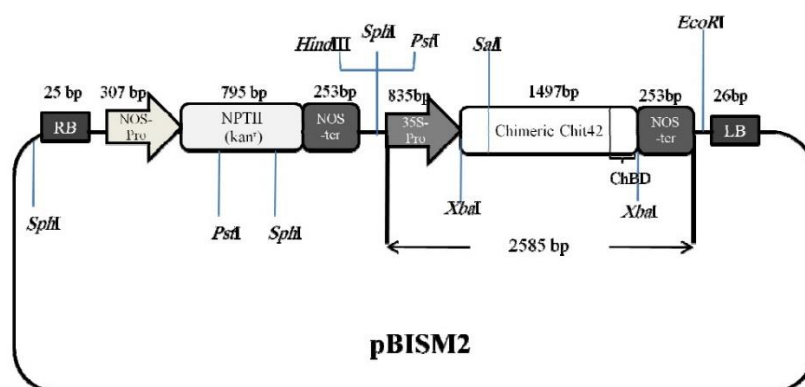 SphI
EcoRI
HindIII PstI SalI
25 bp 307 bp 795 bp 253bp 835bp 1497bp 253bp 26bp
RB NOS-Pro NPTII (kanʳ) NOS-ter 35S-Pro Chimeric Chit42 NOS-ter LB
ChBD
XbaI XbaI
SphI PstI SphI
2585 bp
pBISM2